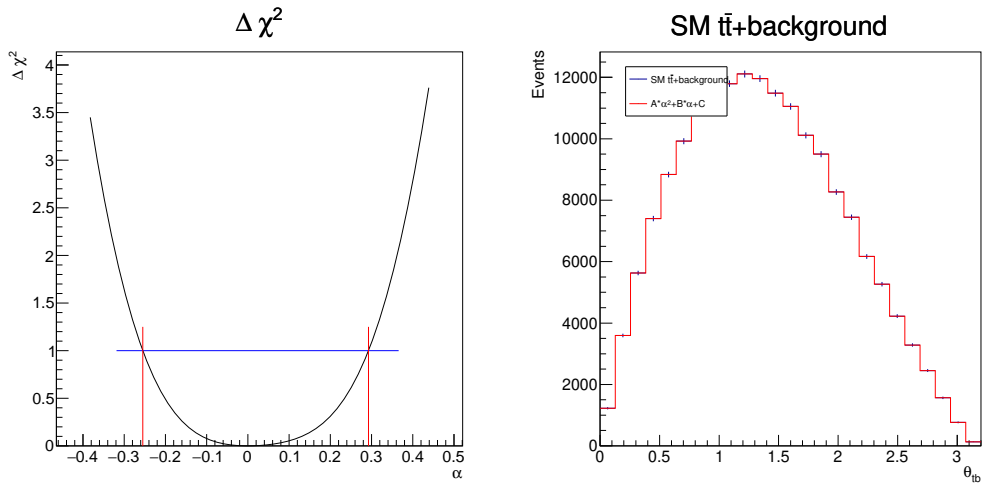 Δ χ²
Δ χ²
4
3.5
3
2.5
2
1.5
1
0.5
0
−0.4 −0.3 −0.2 −0.1 0 0.1 0.2 0.3 0.4 0.5
α
SM tt̄+background
Events
12000
10000
8000
6000
4000
2000
0
SM tt̄+background
A*α²+B*α+C
0 0.5 1 1.5 2 2.5 3
θtb